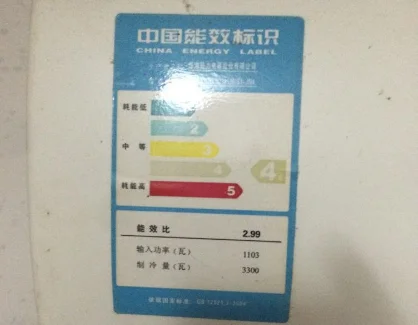 中国能效标识
CHINA ENERGY LABEL
耗能低
2
中 等
3
4
4
耗能高
5
能效比 2.99
输入功率(瓦) 1103
制冷量(瓦) 3300